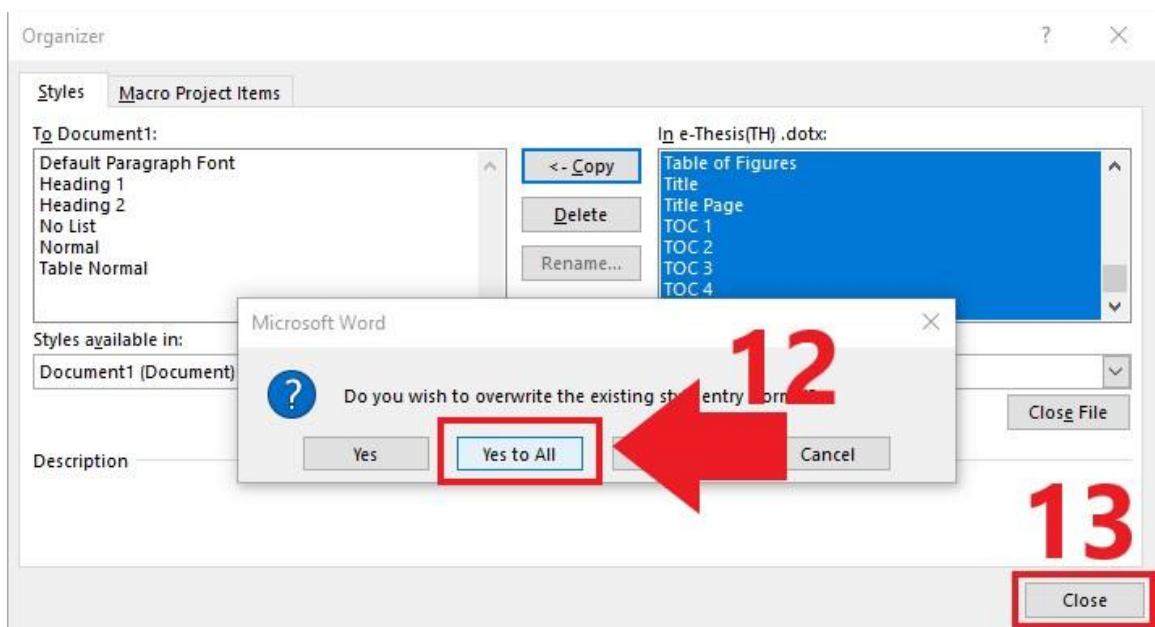 Organizer
Styles Macro Project Items
To Document1: In e-Thesis(TH) .dotx:
Default Paragraph Font
Heading 1
Heading 2
No List
Normal
Table Normal
<- Copy
Delete
Rename...
Table of Figures
Title
Title Page
TOC 1
TOC 2
TOC 3
TOC 4
Styles available in:
Document1 (Document)
Close File
Description
Microsoft Word
Do you wish to overwrite the existing entry
Yes Yes to All Cancel
12
13
Close